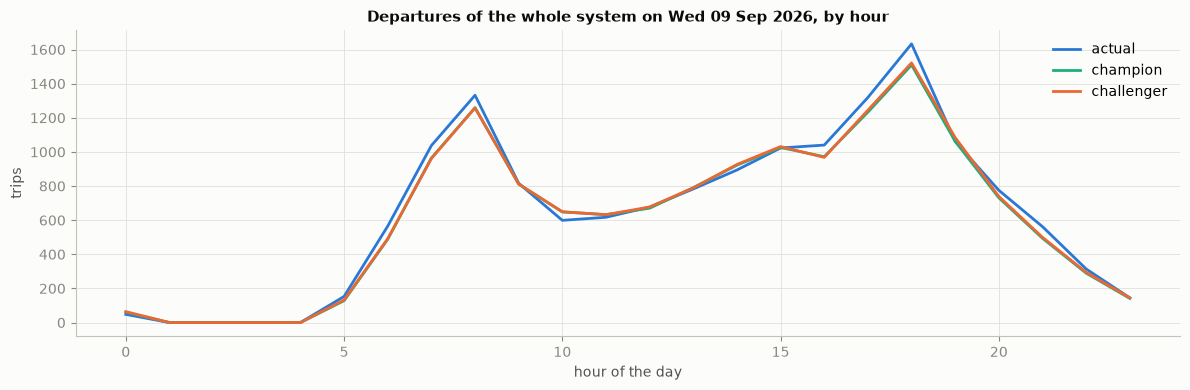 Departures of the whole system on Wed 09 Sep 2026, by hour
actual
champion
challenger
trips
1600
1400
1200
1000
800
600
400
200
0
0 5 10 15 20
hour of the day